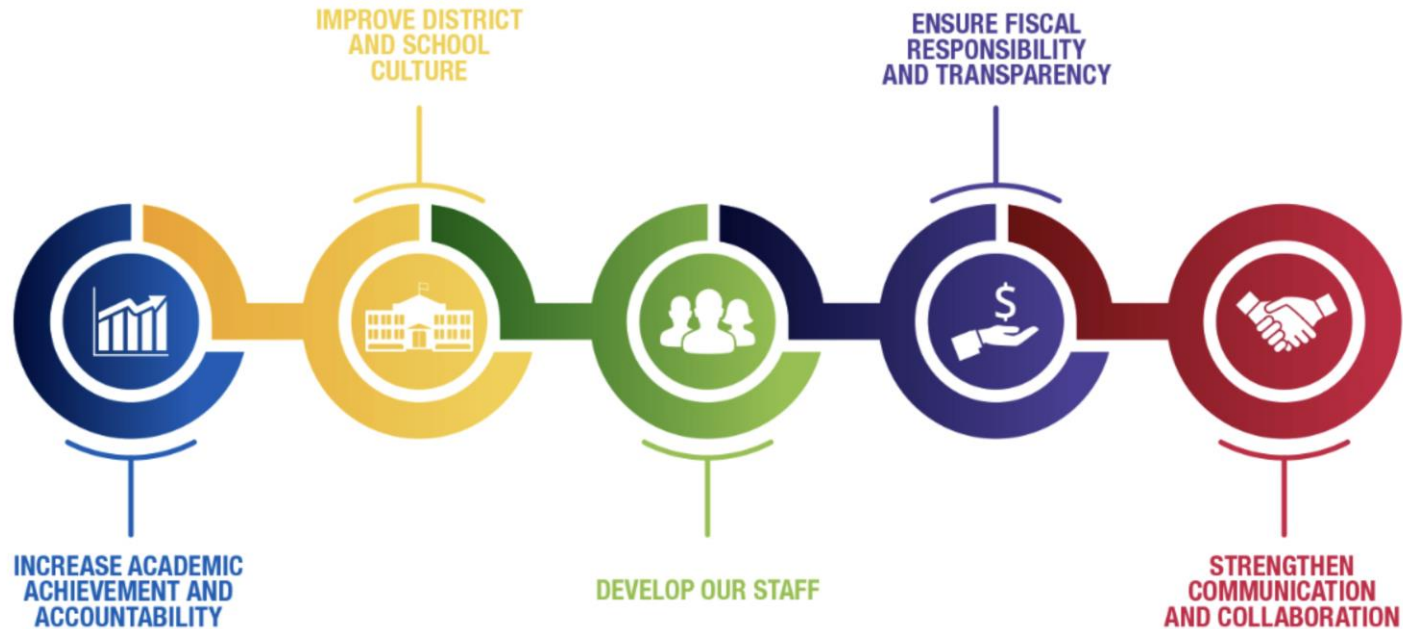 IMPROVE DISTRICT
AND SCHOOL
CULTURE
ENSURE FISCAL
RESPONSIBILITY
AND TRANSPARENCY
$
INCREASE ACADEMIC
ACHIEVEMENT AND
ACCOUNTABILITY
DEVELOP OUR STAFF
STRENGTHEN
COMMUNICATION
AND COLLABORATION